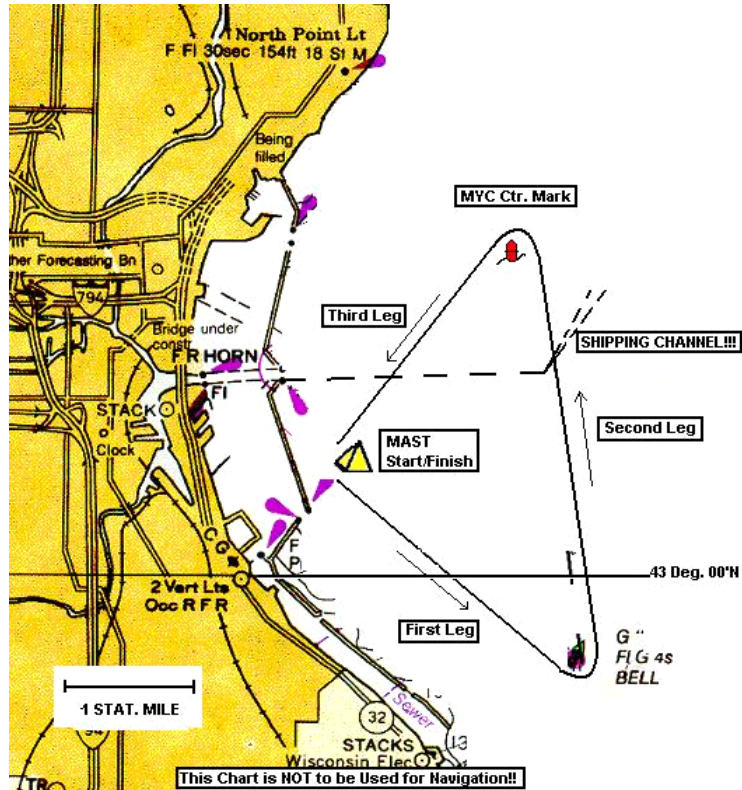 North Point Lt
F Fl 30sec 154ft 18 St M
Being
filled
MYC Ctr. Mark
ther Forecasting Bn
794
Third Leg
Bridge under
constr
F R HORN
SHIPPING CHANNEL!!!
Fl
STACK
Clock
MAST
Start/Finish
Second Leg
C G
F
P
43 Deg. 00'N
2 Vert Lts
Occ R F R
First Leg
G "
Fl G 4s
BELL
1 STAT. MILE
Sewer
32
13
94
STACKS
Wisconsin Elec
This Chart is NOT to be Used for Navigation!!
TR